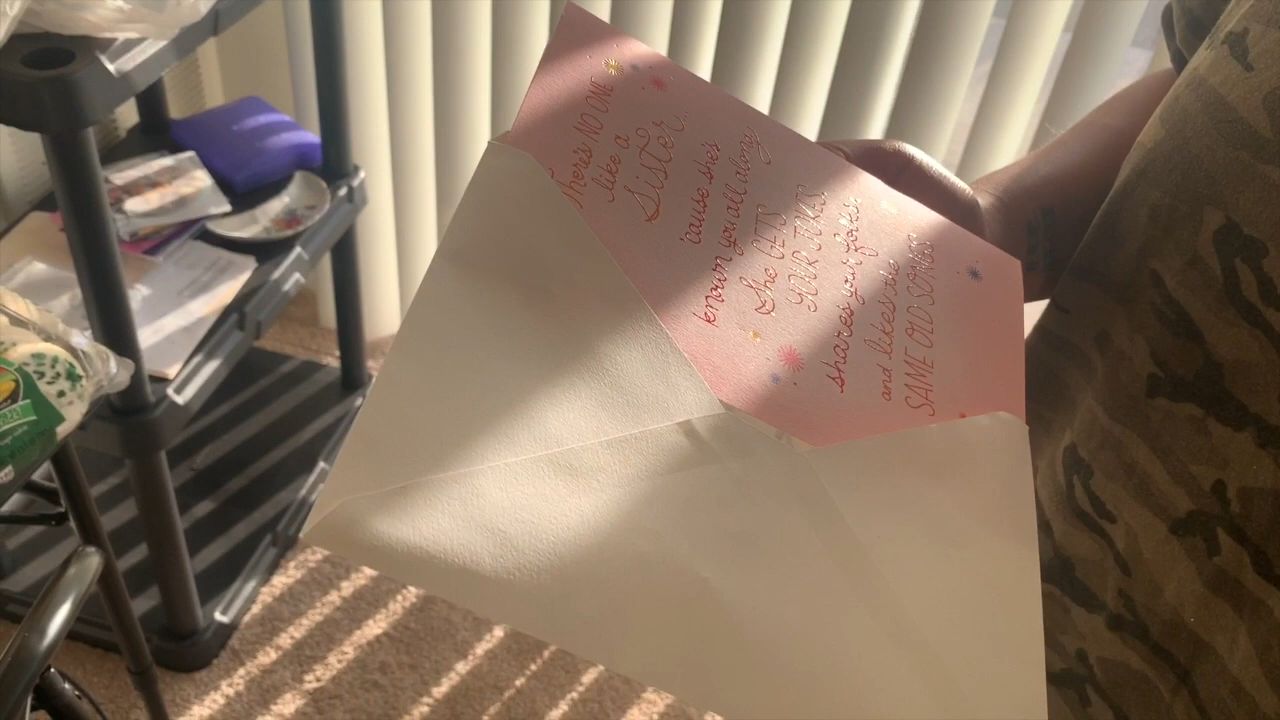 There's NO ONE
like a
Sister...
'cause she's
known you all along
She GETS
YOUR JOKES,
shares your folks,
and likes the
SAME OLD SONGS